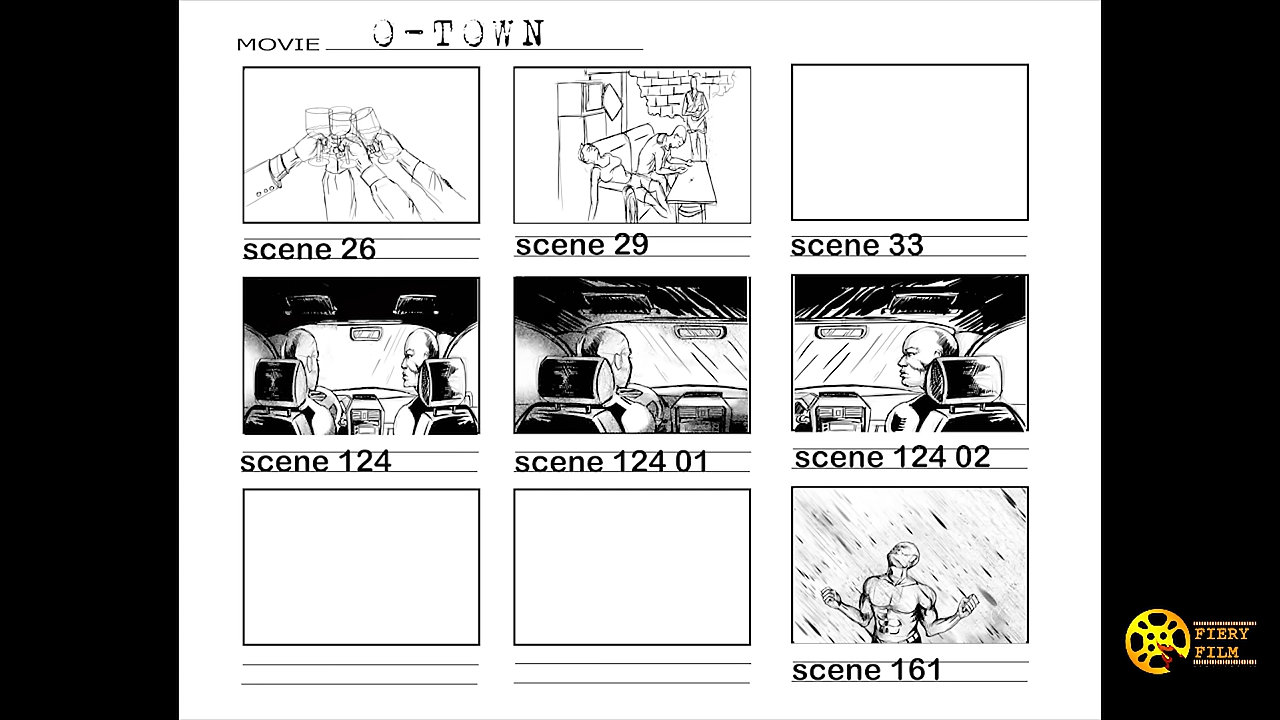 MOVIE O-TOWN
scene 26
scene 29
scene 33
scene 124
scene 124 01
scene 124 02
scene 161
FIERY
FILM